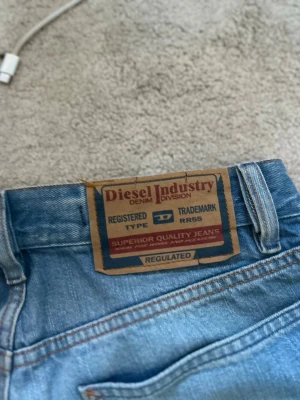 Diesel Industry
DENIM DIVISION
REGISTERED D TRADEMARK
TYPE RR55
SUPERIOR QUALITY JEANS
REGULATED